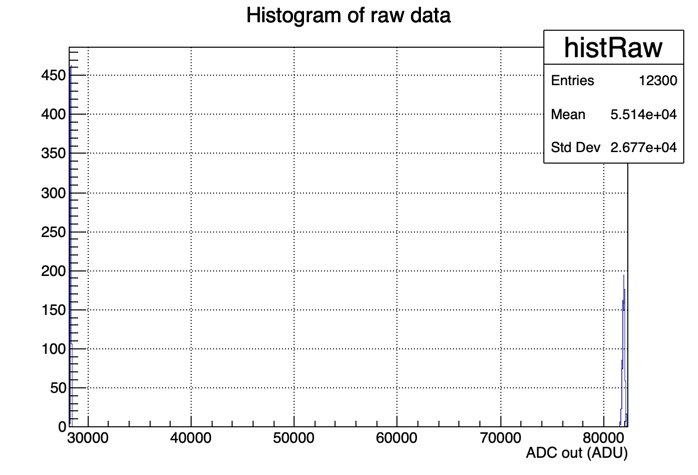 Histogram of raw data
histRaw
Entries 12300
Mean 5.514e+04
Std Dev 2.677e+04
450
400
350
300
250
200
150
100
50
0
30000 40000 50000 60000 70000 80000
ADC out (ADU)